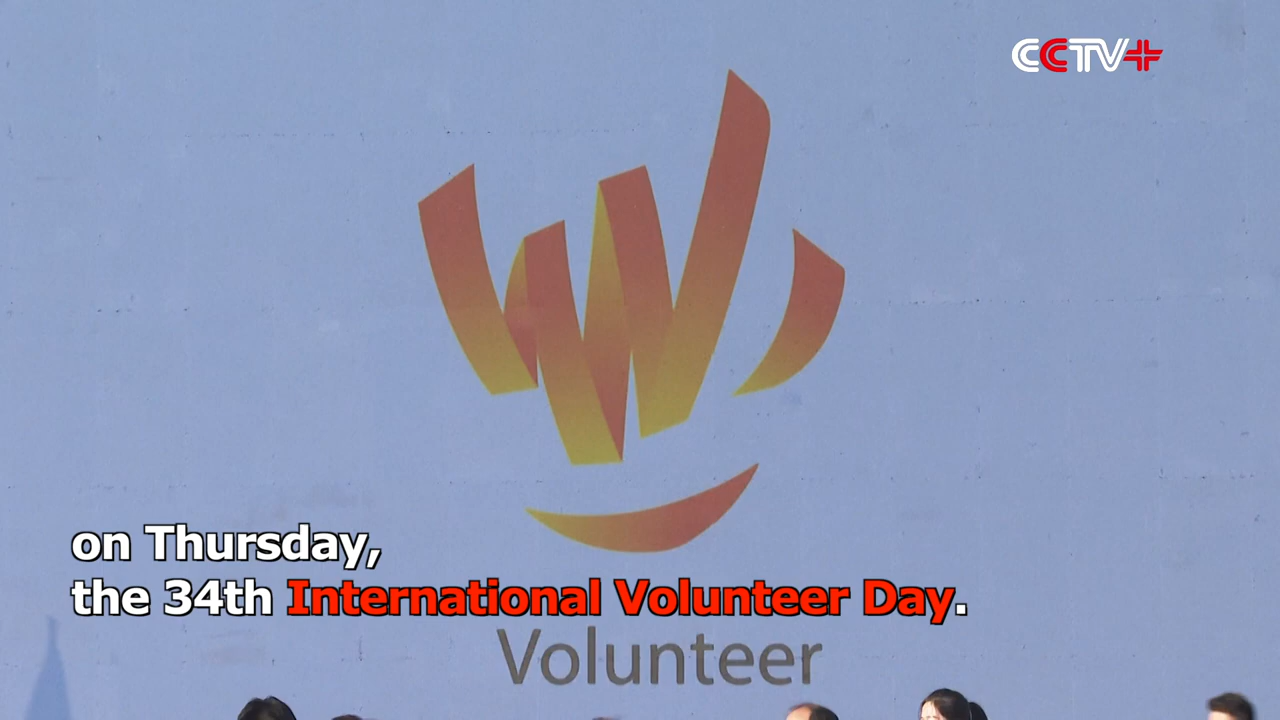 CCTV+
on Thursday,
the 34th International Volunteer Day.
Volunteer